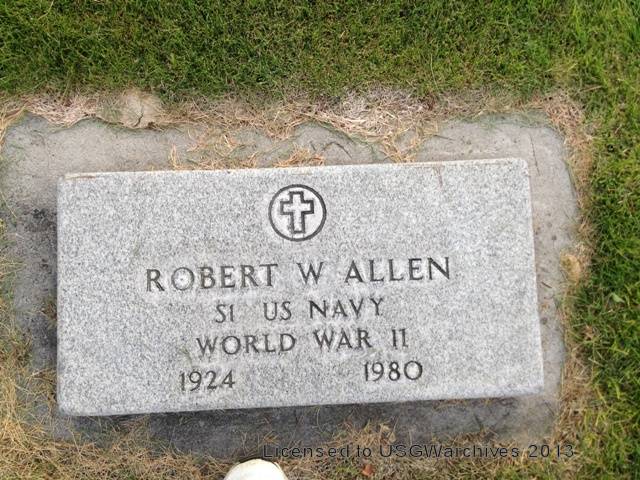 ROBERT W ALLEN
S1 US NAVY
WORLD WAR II
1924 1980
Licensed to USGWarchives 2013